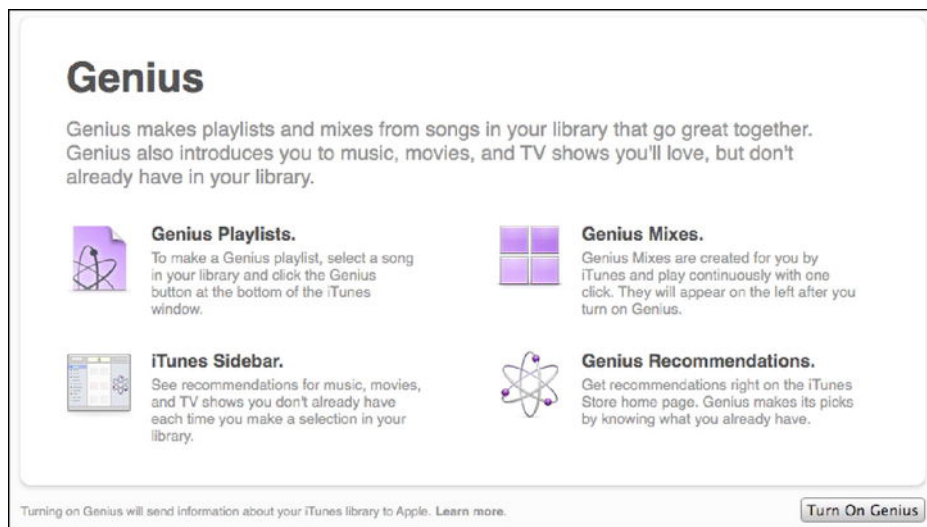 Genius
Genius makes playlists and mixes from songs in your library that go great together.
Genius also introduces you to music, movies, and TV shows you'll love, but don't
already have in your library.
Genius Playlists.
To make a Genius playlist, select a song
in your library and click the Genius
button at the bottom of the iTunes
window.
Genius Mixes.
Genius Mixes are created for you by
iTunes and play continuously with one
click. They will appear on the left after you
turn on Genius.
iTunes Sidebar.
See recommendations for music, movies,
and TV shows you don't already have
each time you make a selection in your
library.
Genius Recommendations.
Get recommendations right on the iTunes
Store home page. Genius makes its picks
by knowing what you already have.
Turning on Genius will send information about your iTunes library to Apple. Learn more.
Turn On Genius